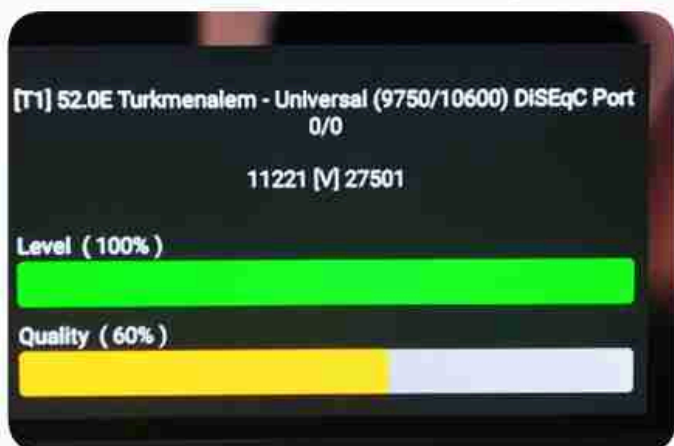 [T1] 52.0E Turkmenalem - Universal (9750/10600) DiSEqC Port
0/0
11221 [V] 27501
Level ( 100% )
Quality ( 60% )